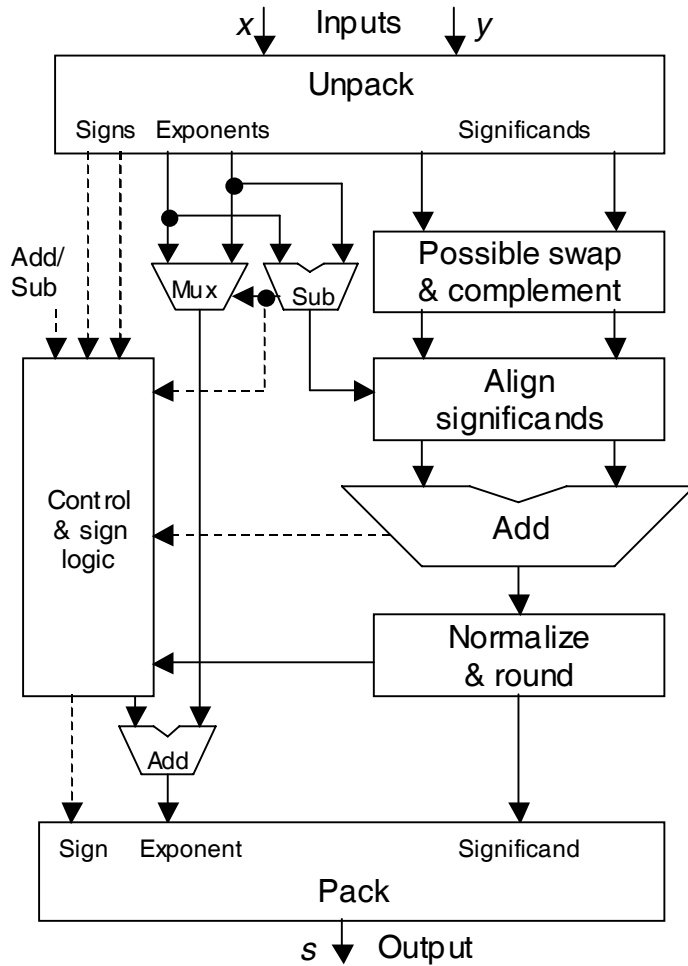 x Inputs y
Unpack
Signs Exponents Significands
Add/
Sub
Mux
Sub
Possible swap
& complement
Align
significands
Control
& sign
logic
Add
Normalize
& round
Add
Sign Exponent Significand
Pack
s Output